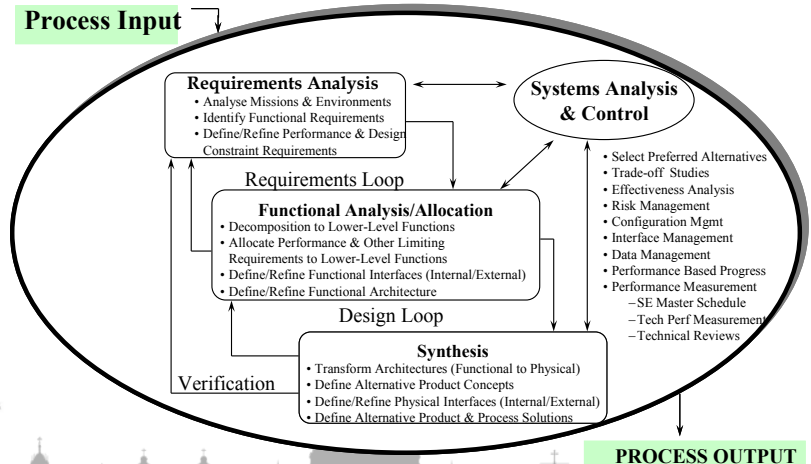 Process Input
Requirements Analysis
• Analyse Missions & Environments
• Identify Functional Requirements
• Define/Refine Performance & Design
Constraint Requirements
Systems Analysis
& Control
• Select Preferred Alternatives
• Trade-off Studies
• Effectiveness Analysis
• Risk Management
• Configuration Mgmt
• Interface Management
• Data Management
• Performance Based Progress
• Performance Measurement
–SE Master Schedule
–Tech Perf Measurement
–Technical Reviews
Requirements Loop
Functional Analysis/Allocation
• Decomposition to Lower-Level Functions
• Allocate Performance & Other Limiting
Requirements to Lower-Level Functions
• Define/Refine Functional Interfaces (Internal/External)
• Define/Refine Functional Architecture
Design Loop
Synthesis
• Transform Architectures (Functional to Physical)
• Define Alternative Product Concepts
• Define/Refine Physical Interfaces (Internal/External)
• Define Alternative Product & Process Solutions
Verification
PROCESS OUTPUT